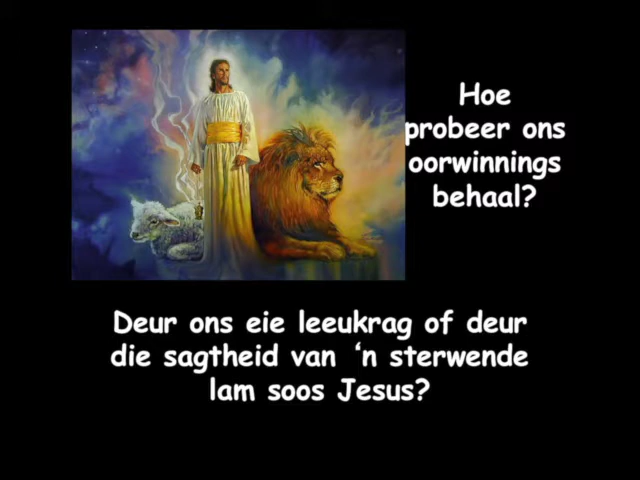 Hoe
probeer ons
oorwinnings
behaal?
Deur ons eie leeukrag of deur
die sagtheid van ‘n sterwende
lam soos Jesus?